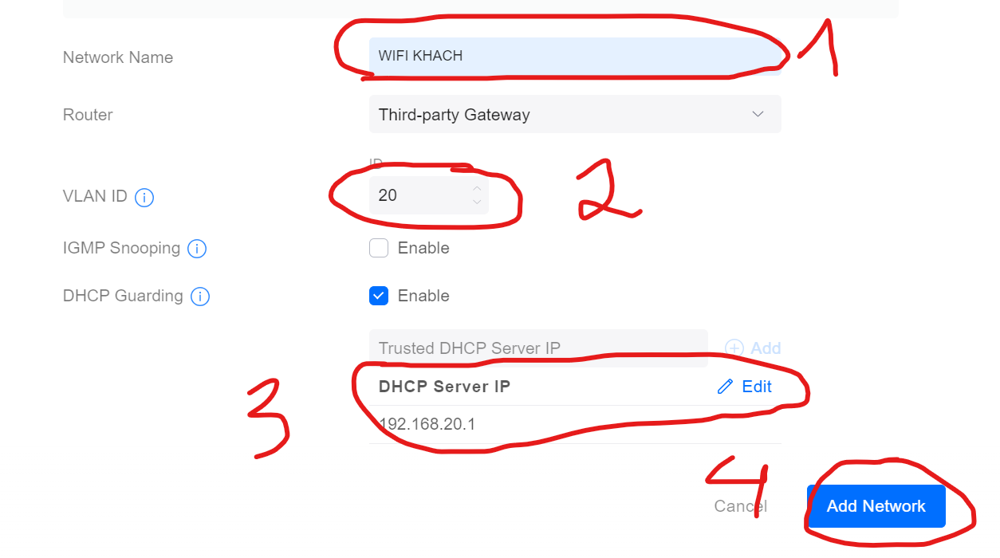 Network Name
WIFI KHACH
1
Router
Third-party Gateway
ID
VLAN ID
20
2
IGMP Snooping
Enable
DHCP Guarding
Enable
Trusted DHCP Server IP
Add
3
DHCP Server IP
Edit
192.168.20.1
4
Cancel
Add Network